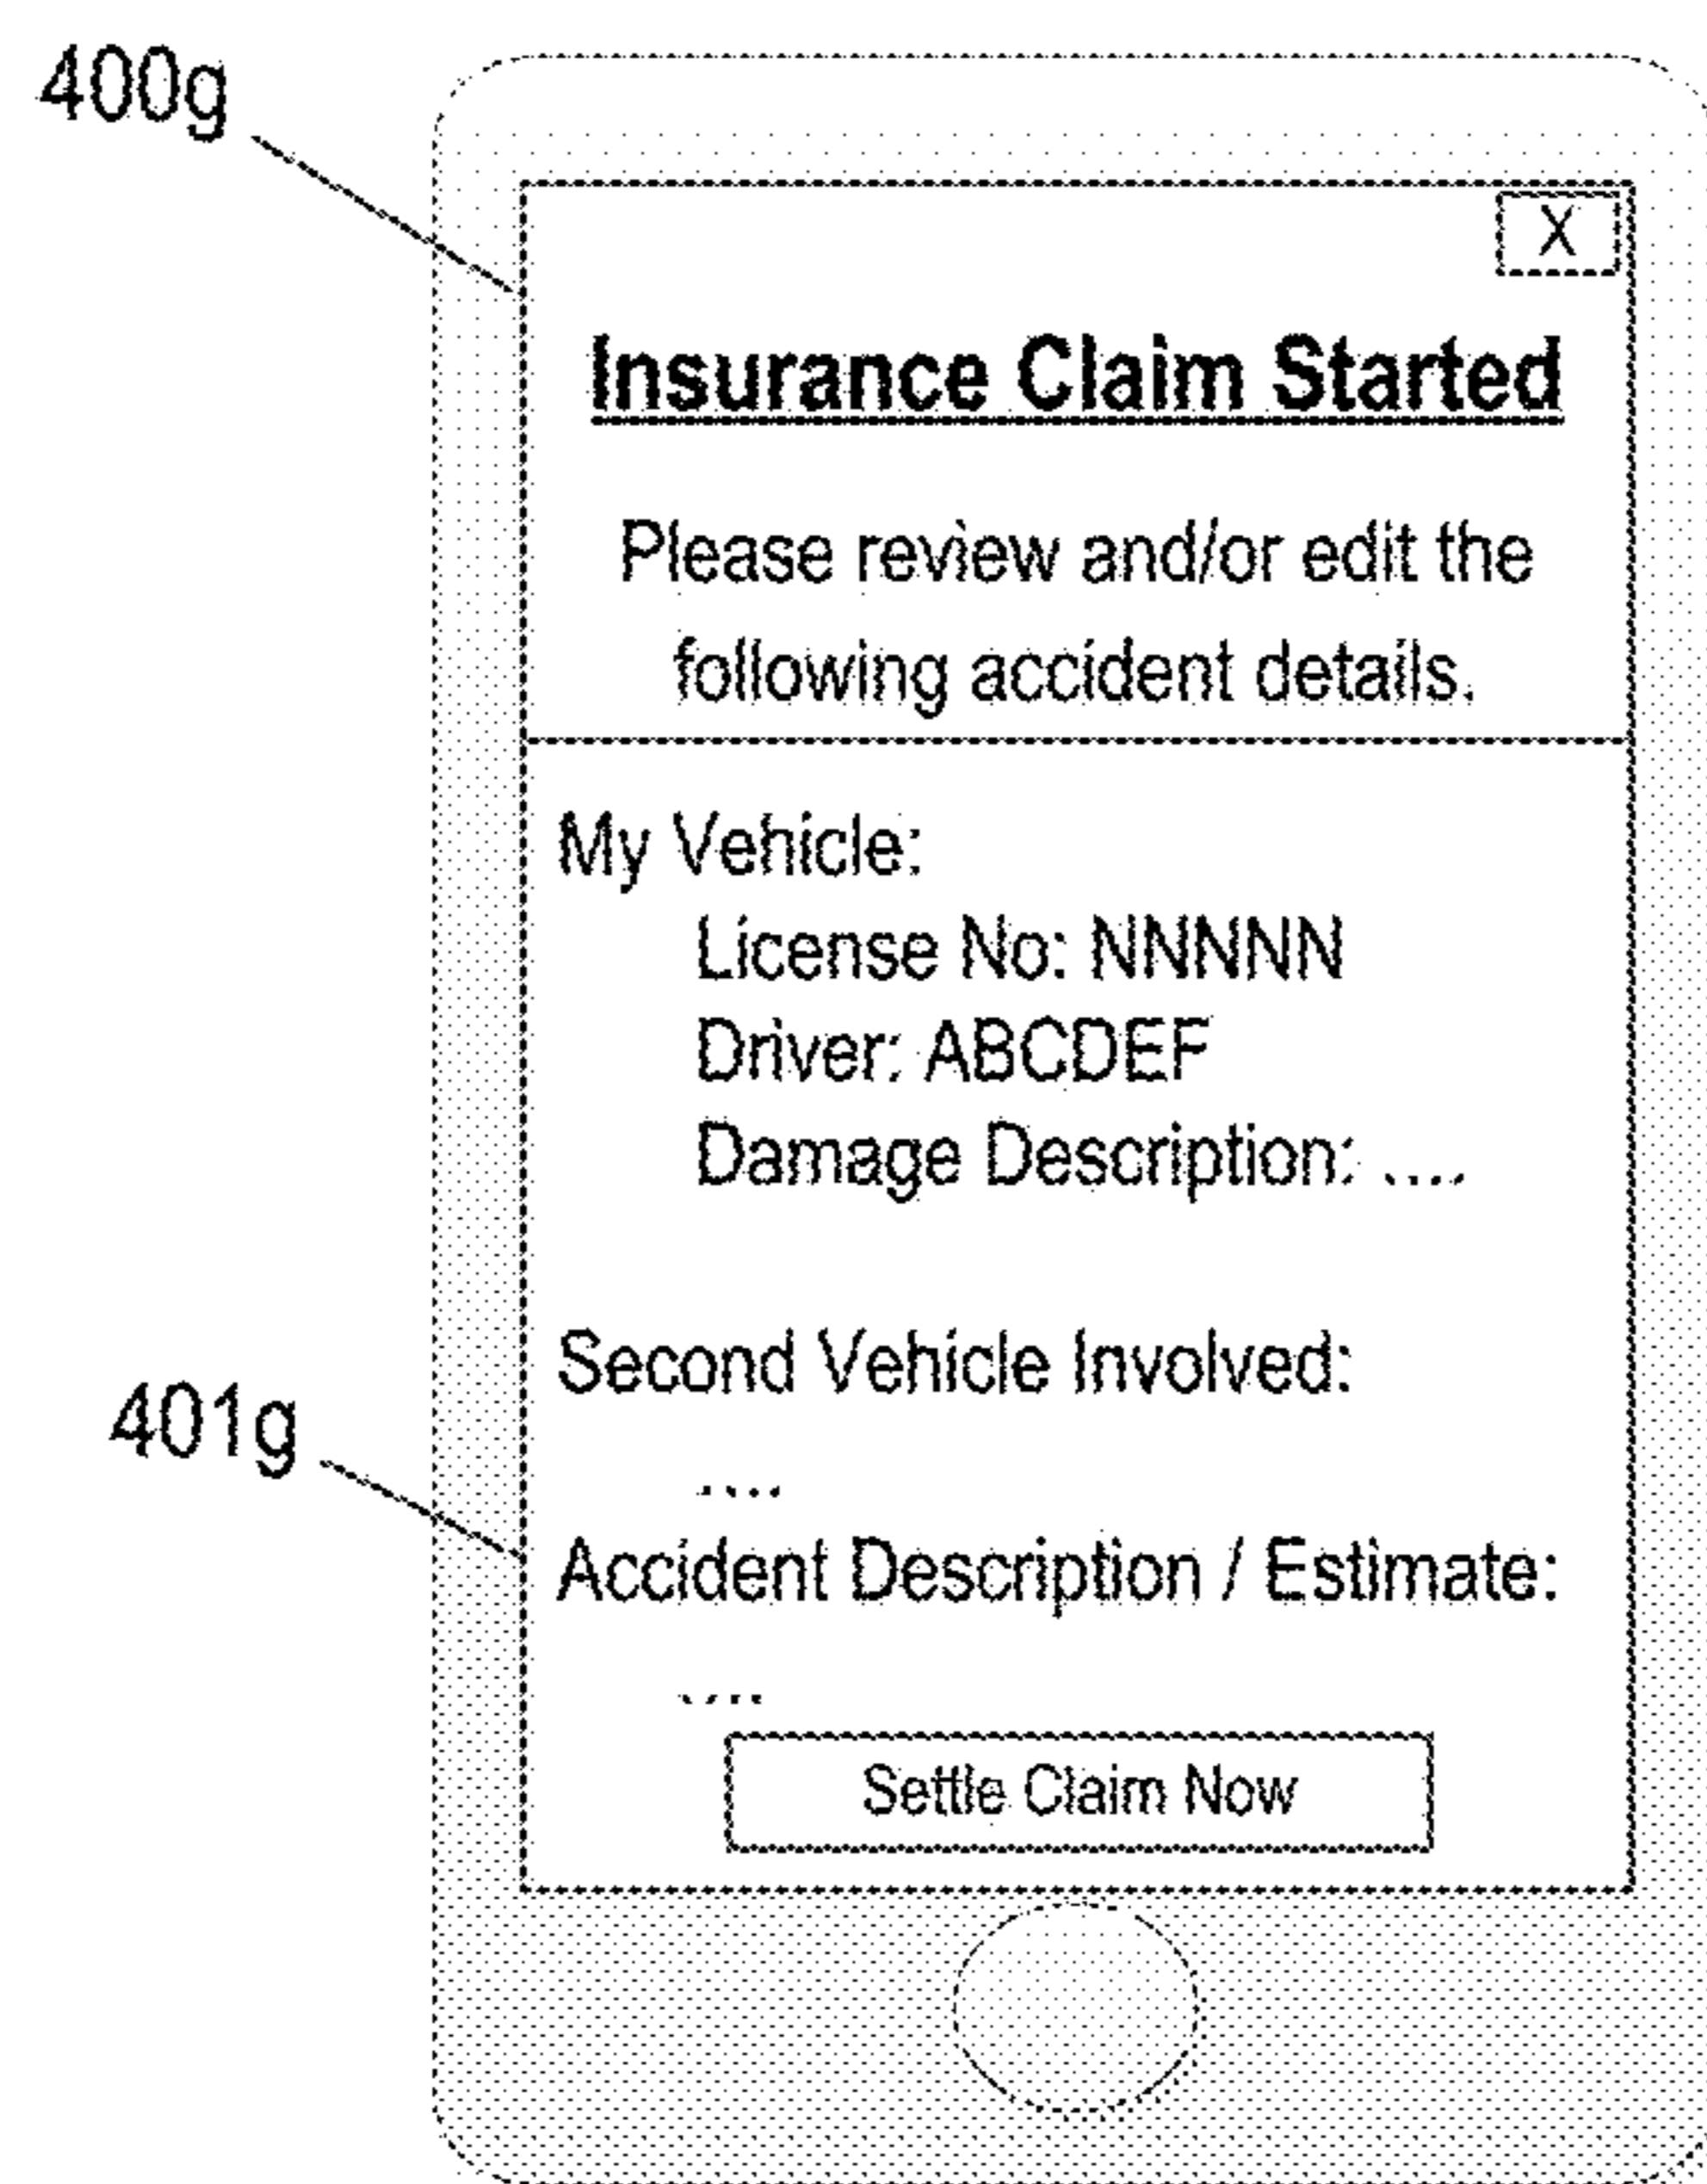 400g
X
Insurance Claim Started
Please review and/or edit the
following accident details.
My Vehicle:
License No: NNNNN
Driver: ABCDEF
Damage Description: ....
Second Vehicle Involved:
....
401g
Accident Description / Estimate:
....
Settle Claim Now